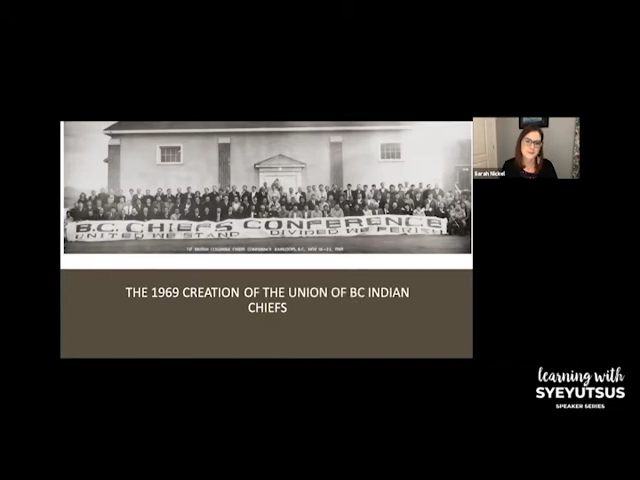 B.C. CHIEFS CONFERENCE
UNITED WE STAND DIVIDED WE PERISH
Sarah Nickel
THE 1969 CREATION OF THE UNION OF BC INDIAN
CHIEFS
learning with
SYEYUTSUS
SPEAKER SERIES